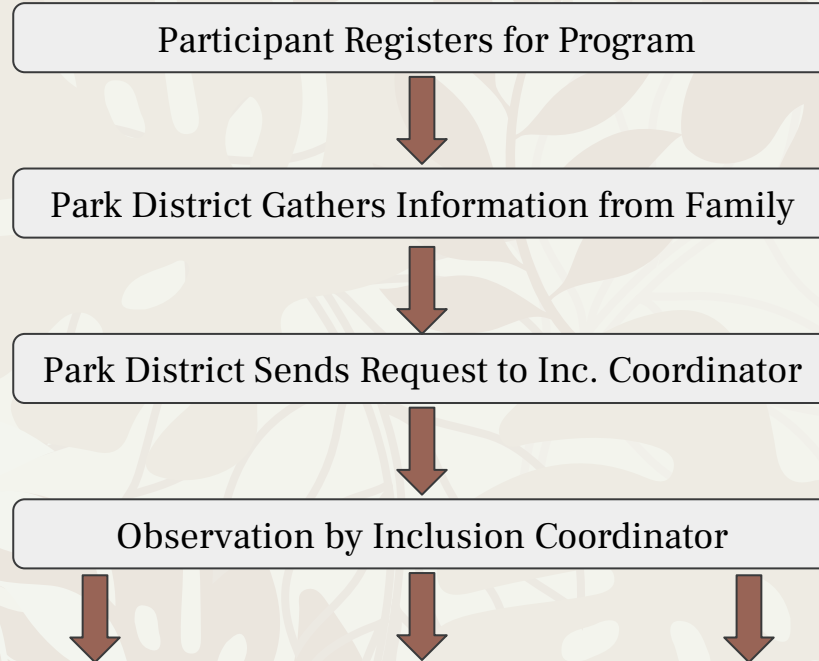 Participant Registers for Program
Park District Gathers Information from Family
Park District Sends Request to Inc. Coordinator
Observation by Inclusion Coordinator